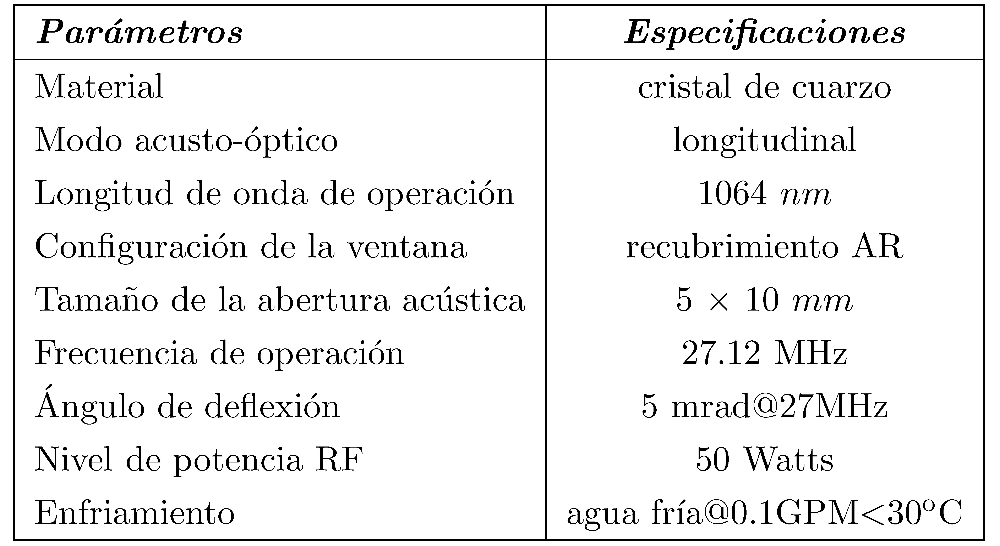 Parámetros Especificaciones
Material cristal de cuarzo
Modo acusto-óptico longitudinal
Longitud de onda de operación 1064 nm
Configuración de la ventana recubrimiento AR
Tamaño de la abertura acústica 5 × 10 mm
Frecuencia de operación 27.12 MHz
Ángulo de deflexión 5 mrad@27MHz
Nivel de potencia RF 50 Watts
Enfriamiento agua fría@0.1GPM<30ºC